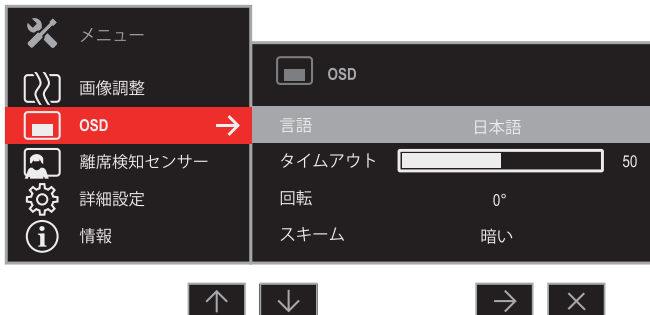 メニュー
画像調整
OSD
離席検知センサー
詳細設定
情報
OSD
言語 日本語
タイムアウト 50
回転 0°
スキーム 暗い